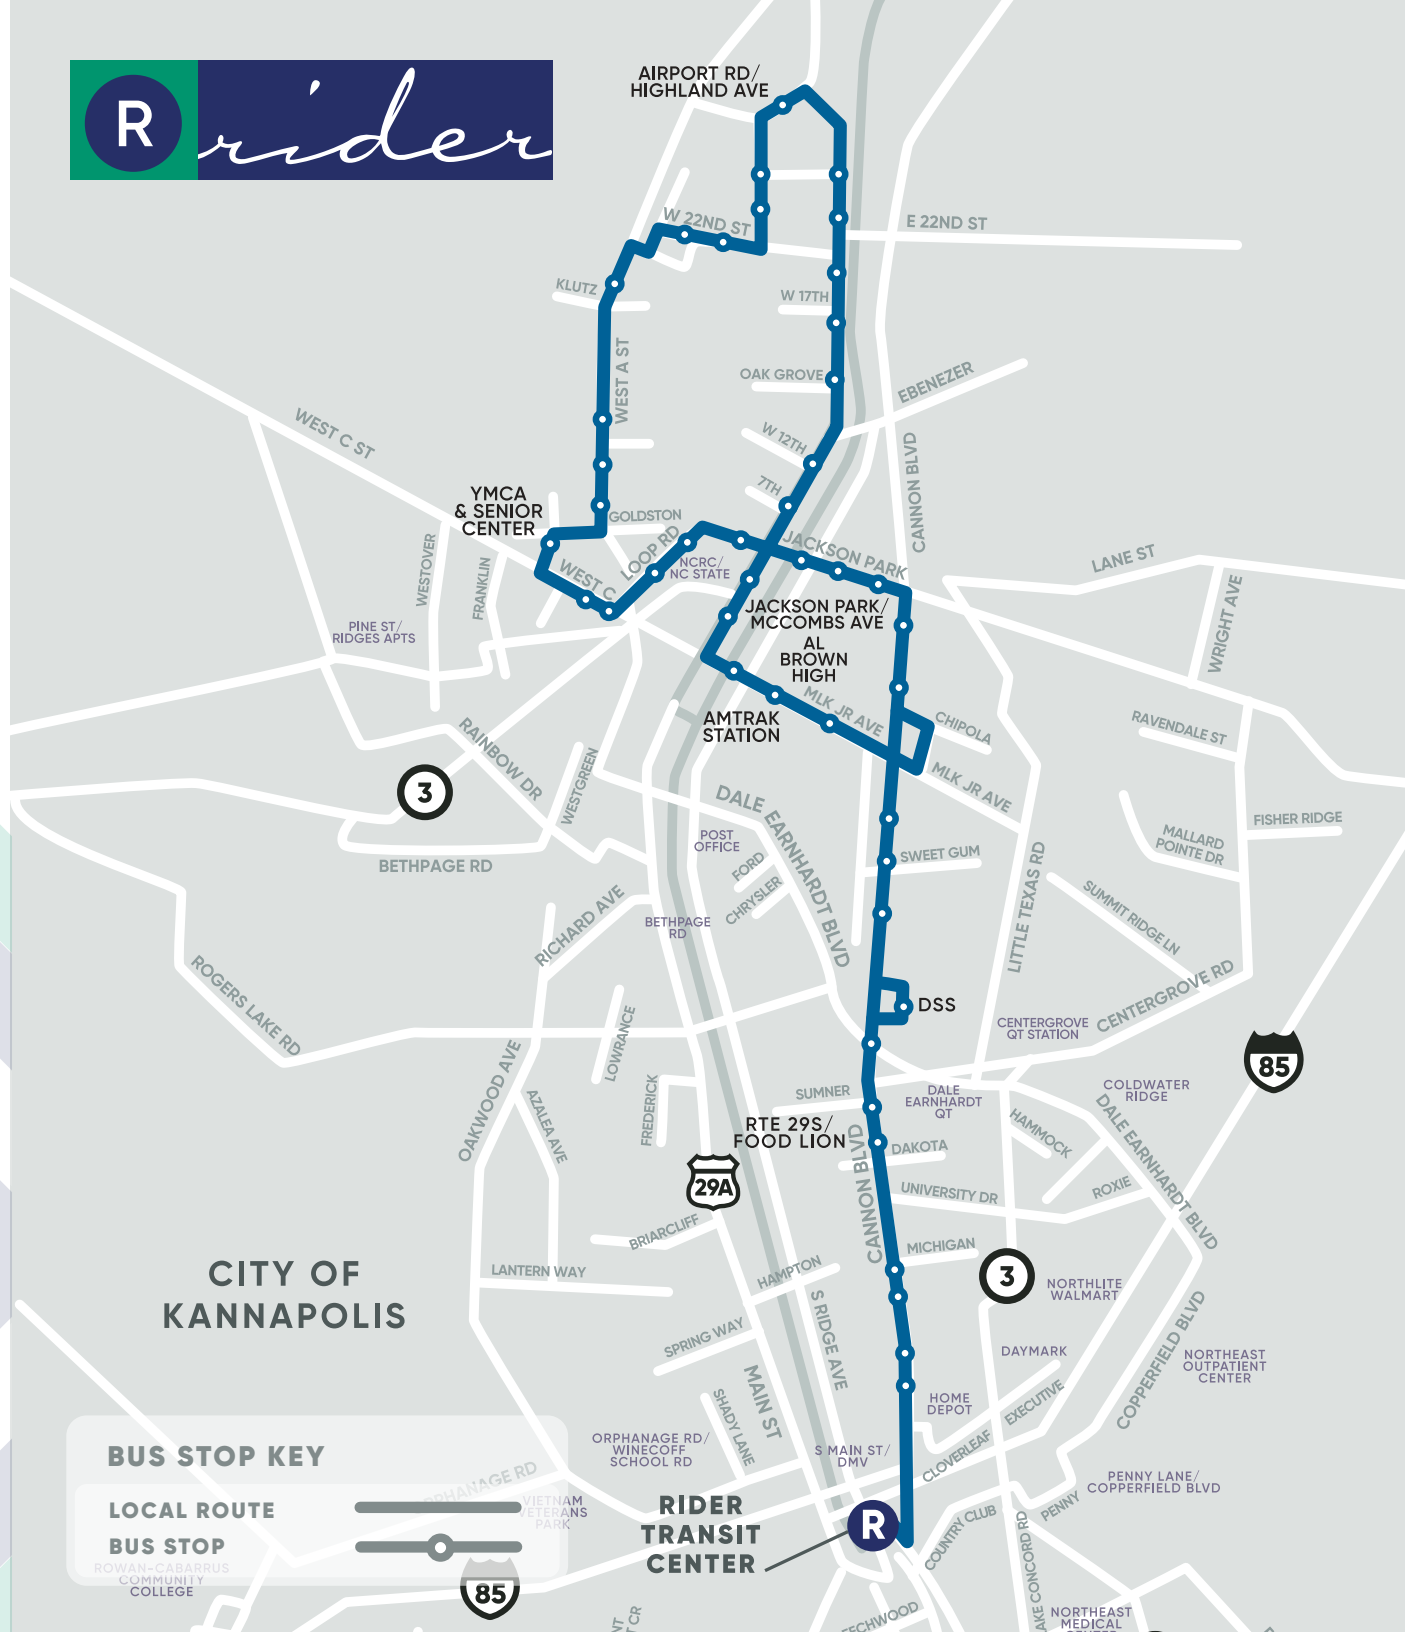 R rider
AIRPORT RD/
HIGHLAND AVE
W 22ND ST
E 22ND ST
KLUTZ
W 17TH
WEST A ST
OAK GROVE
EBENEZER
WEST C ST
W 12TH
CANNON BLVD
7TH
YMCA
& SENIOR
CENTER
GOLDSTON
LOOP RD
JACKSON PARK
NCRC/
NC STATE
WEST C
WESTOVER
FRANKLIN
LANE ST
WRIGHT AVE
PINE ST/
RIDGES APTS
JACKSON PARK/
MCCOMBS AVE
AL
BROWN
HIGH
MLK JR AVE
AMTRAK
STATION
CHIPOLA
RAVENDALE ST
RAINBOW DR
WESTGREEN
MLK JR AVE
3
DALE EARNHARDT BLVD
POST
OFFICE
FORD
CHRYSLER
SWEET GUM
FISHER RIDGE
MALLARD
POINTE DR
BETHPAGE RD
LITTLE TEXAS RD
SUMMIT RIDGE LN
RICHARD AVE
BETHPAGE
RD
ROGERS LAKE RD
CENTERGROVE RD
DSS
CENTERGROVE
QT STATION
LOWRANCE
85
OAKWOOD AVE
AZALEA AVE
FREDERICK
SUMNER
DALE
EARNHARDT
QT
COLDWATER
RIDGE
RTE 29S/
FOOD LION
HAMMOCK
DALE EARNHARDT BLVD
DAKOTA
29A
CANNON BLVD
UNIVERSITY DR
ROXIE
BRIARCLIFF
MICHIGAN
CITY OF
KANNAPOLIS
LANTERN WAY
HAMPTON
3
NORTHLITE
WALMART
S RIDGE AVE
SPRING WAY
DAYMARK
COPPERFIELD BLVD
NORTHEAST
OUTPATIENT
CENTER
MAIN ST
SHADY LANE
HOME
DEPOT
EXECUTIVE
BUS STOP KEY
ORPHANAGE RD/
WINECOFF
SCHOOL RD
S MAIN ST/
DMV
CLOVERLEAF
ORPHANAGE RD
PENNY LANE/
COPPERFIELD BLVD
LOCAL ROUTE
VIETNAM
VETERANS
PARK
BUS STOP
RIDER
TRANSIT
CENTER
R
COUNTRY CLUB
PENNY
LAKE CONCORD RD
ROWAN-CABARRUS
COMMUNITY
COLLEGE
85
NORTHEAST
MEDICAL